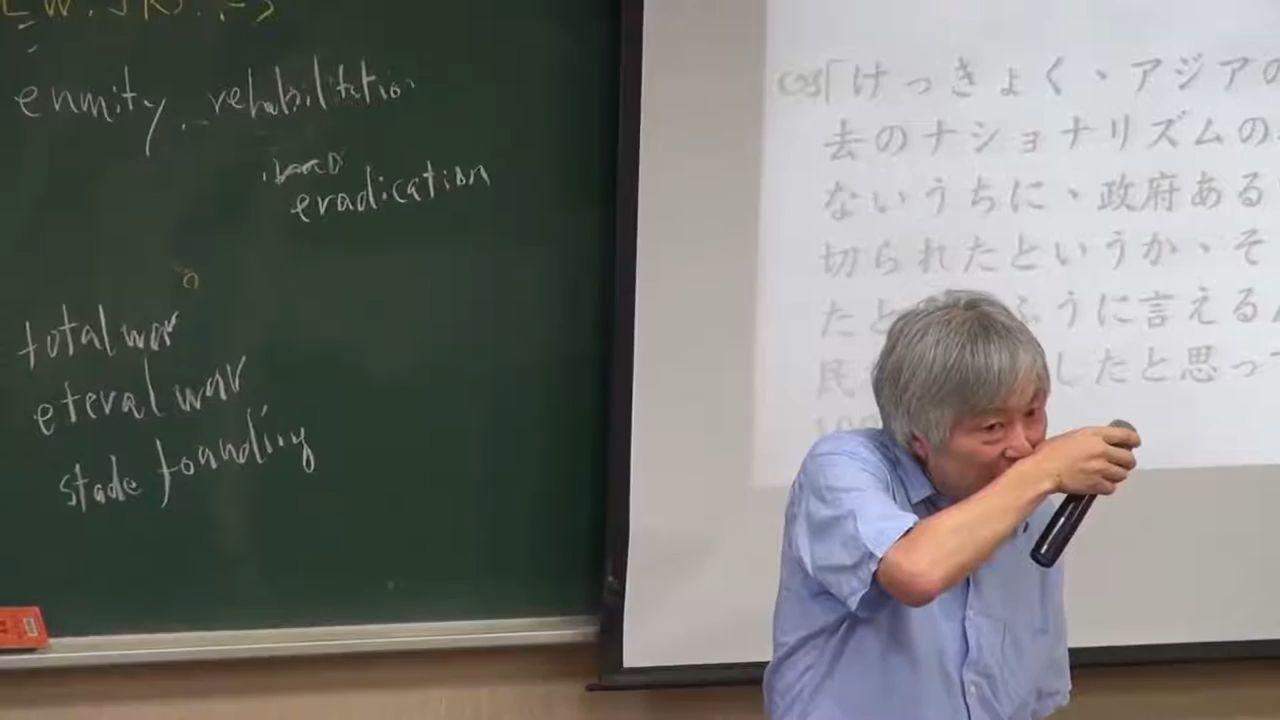 enmity rehabilitation
eradication
total war
eteral war
stade founding
「けっきょく、アジアの
去のナショナリズムの
ないうちに、政府ある
切られたというか、そ
たと ふうに言える
民 したと思っ